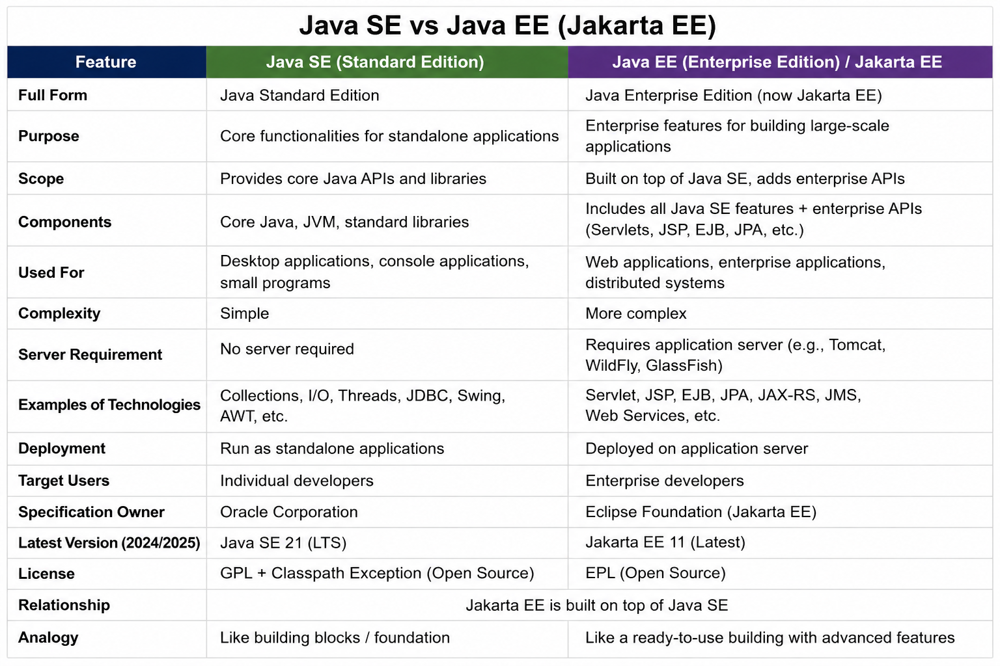 Java SE vs Java EE (Jakarta EE)
Feature
Java SE (Standard Edition)
Java EE (Enterprise Edition) / Jakarta EE
Full Form
Java Standard Edition
Java Enterprise Edition (now Jakarta EE)
Purpose
Core functionalities for standalone applications
Enterprise features for building large-scale
applications
Scope
Provides core Java APIs and libraries
Built on top of Java SE, adds enterprise APIs
Components
Core Java, JVM, standard libraries
Includes all Java SE features + enterprise APIs
(Servlets, JSP, EJB, JPA, etc.)
Used For
Desktop applications, console applications,
small programs
Web applications, enterprise applications,
distributed systems
Complexity
Simple
More complex
Server Requirement
No server required
Requires application server (e.g., Tomcat,
WildFly, GlassFish)
Examples of Technologies
Collections, I/O, Threads, JDBC, Swing,
AWT, etc.
Servlet, JSP, EJB, JPA, JAX-RS, JMS,
Web Services, etc.
Deployment
Run as standalone applications
Deployed on application server
Target Users
Individual developers
Enterprise developers
Specification Owner
Oracle Corporation
Eclipse Foundation (Jakarta EE)
Latest Version (2024/2025)
Java SE 21 (LTS)
Jakarta EE 11 (Latest)
License
GPL + Classpath Exception (Open Source)
EPL (Open Source)
Relationship
Jakarta EE is built on top of Java SE
Analogy
Like building blocks / foundation
Like a ready-to-use building with advanced features